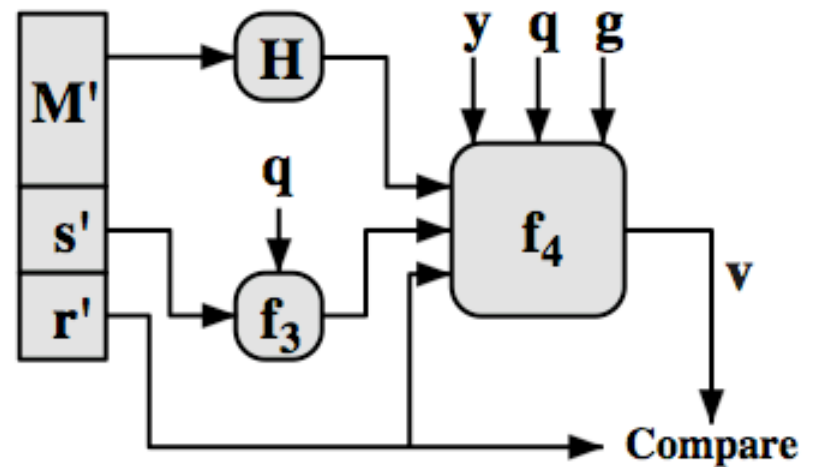 y q g
M' H
q
s' f4
v
r' f3
Compare